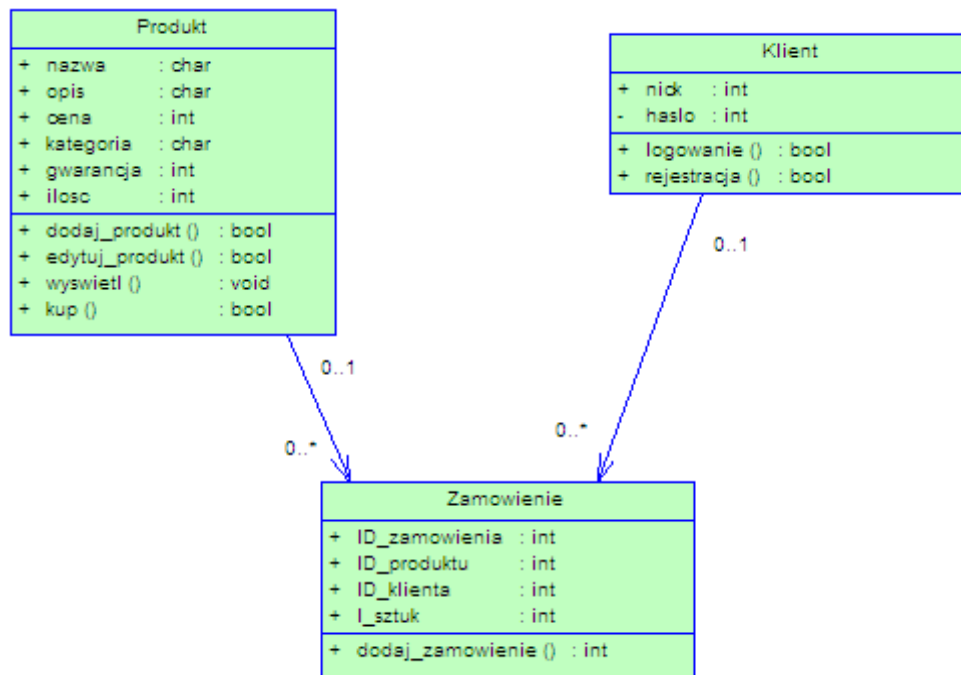 Produkt
+ nazwa : char
+ opis : char
+ cena : int
+ kategoria : char
+ gwarancja : int
+ ilosc : int
+ dodaj_produkt () : bool
+ edytuj_produkt () : bool
+ wyswietl () : void
+ kup () : bool
Klient
+ nick : int
- haslo : int
+ logowanie () : bool
+ rejestracja () : bool
0..1
0..1
0..*
0..*
Zamowienie
+ ID_zamowienia : int
+ ID_produktu : int
+ ID_klienta : int
+ l_sztuk : int
+ dodaj_zamowienie () : int